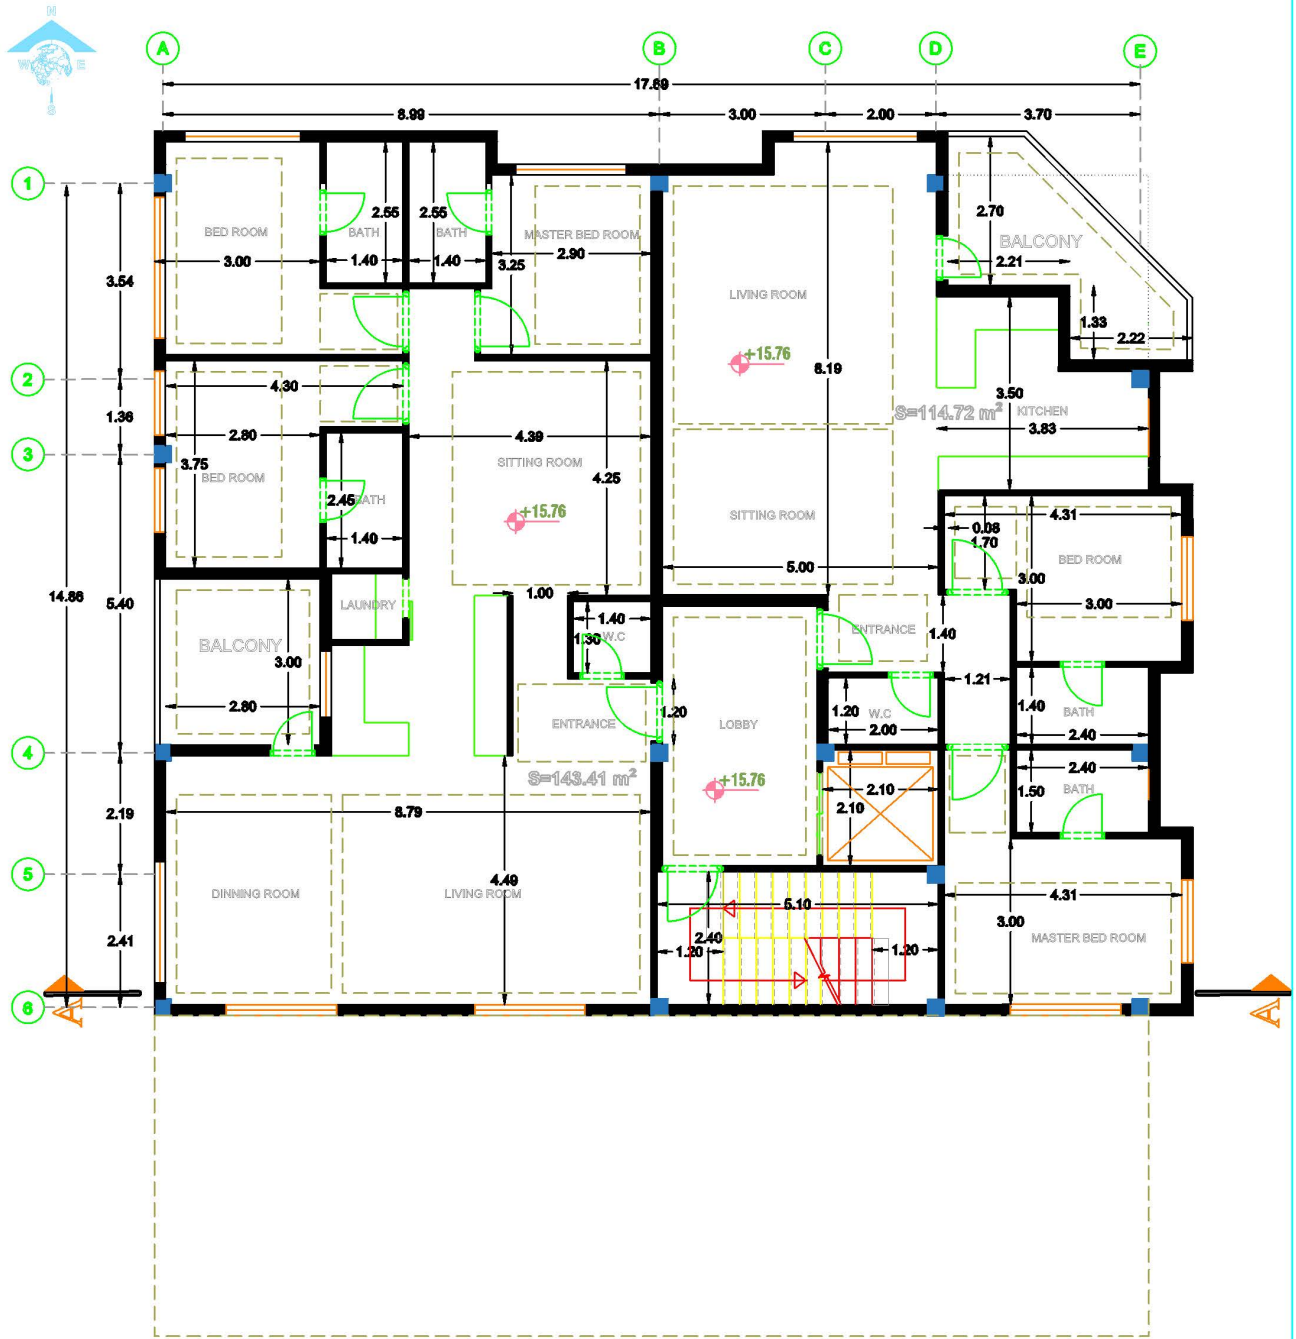 N
W E
S
A B C D E
17.69
8.99 3.00 2.00 3.70
1
2
3
4
5
6
3.54
1.36
5.40
2.19
2.41
14.86
BED ROOM
3.00
2.55
BATH
1.40
2.55
BATH
1.40
MASTER BED ROOM
2.90
3.25
LIVING ROOM
+15.76
8.19
2.70
BALCONY
2.21
1.33
2.22
S=114.72 m²
3.50
KITCHEN
3.83
4.30
2.80
3.75
BED ROOM
2.45
BATH
1.40
4.39
SITTING ROOM
4.25
+15.76
SITTING ROOM
5.00
4.31
0.08
1.70
BED ROOM
3.00
3.00
LAUNDRY
1.00
1.40
1.30
W.C
BALCONY
3.00
2.80
ENTRANCE
1.20
LOBBY
+15.76
ENTRANCE
1.40
1.21
1.20
W.C
2.00
1.40
BATH
2.40
2.40
1.50
BATH
2.10
2.10
S=143.41 m²
8.79
DINNING ROOM
4.49
LIVING ROOM
5.10
2.40
1.20
1.20
4.31
3.00
MASTER BED ROOM
A
A